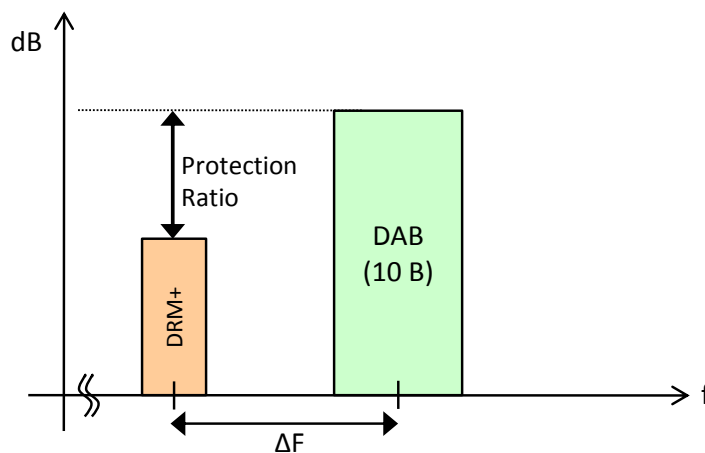 dB
Protection
Ratio
DAB
(10 B)
DRM+
f
ΔF